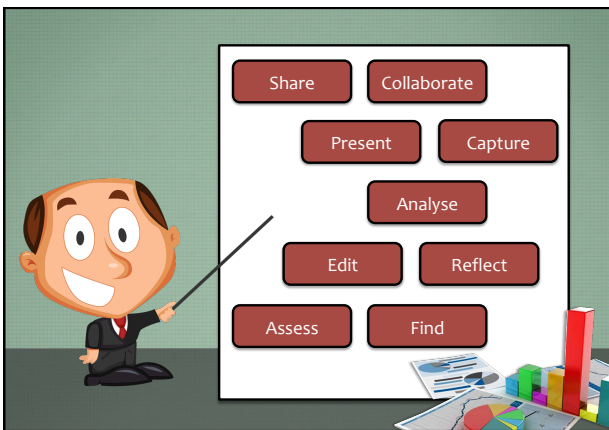 Share Collaborate
Present Capture
Analyse
Edit Reflect
Assess Find